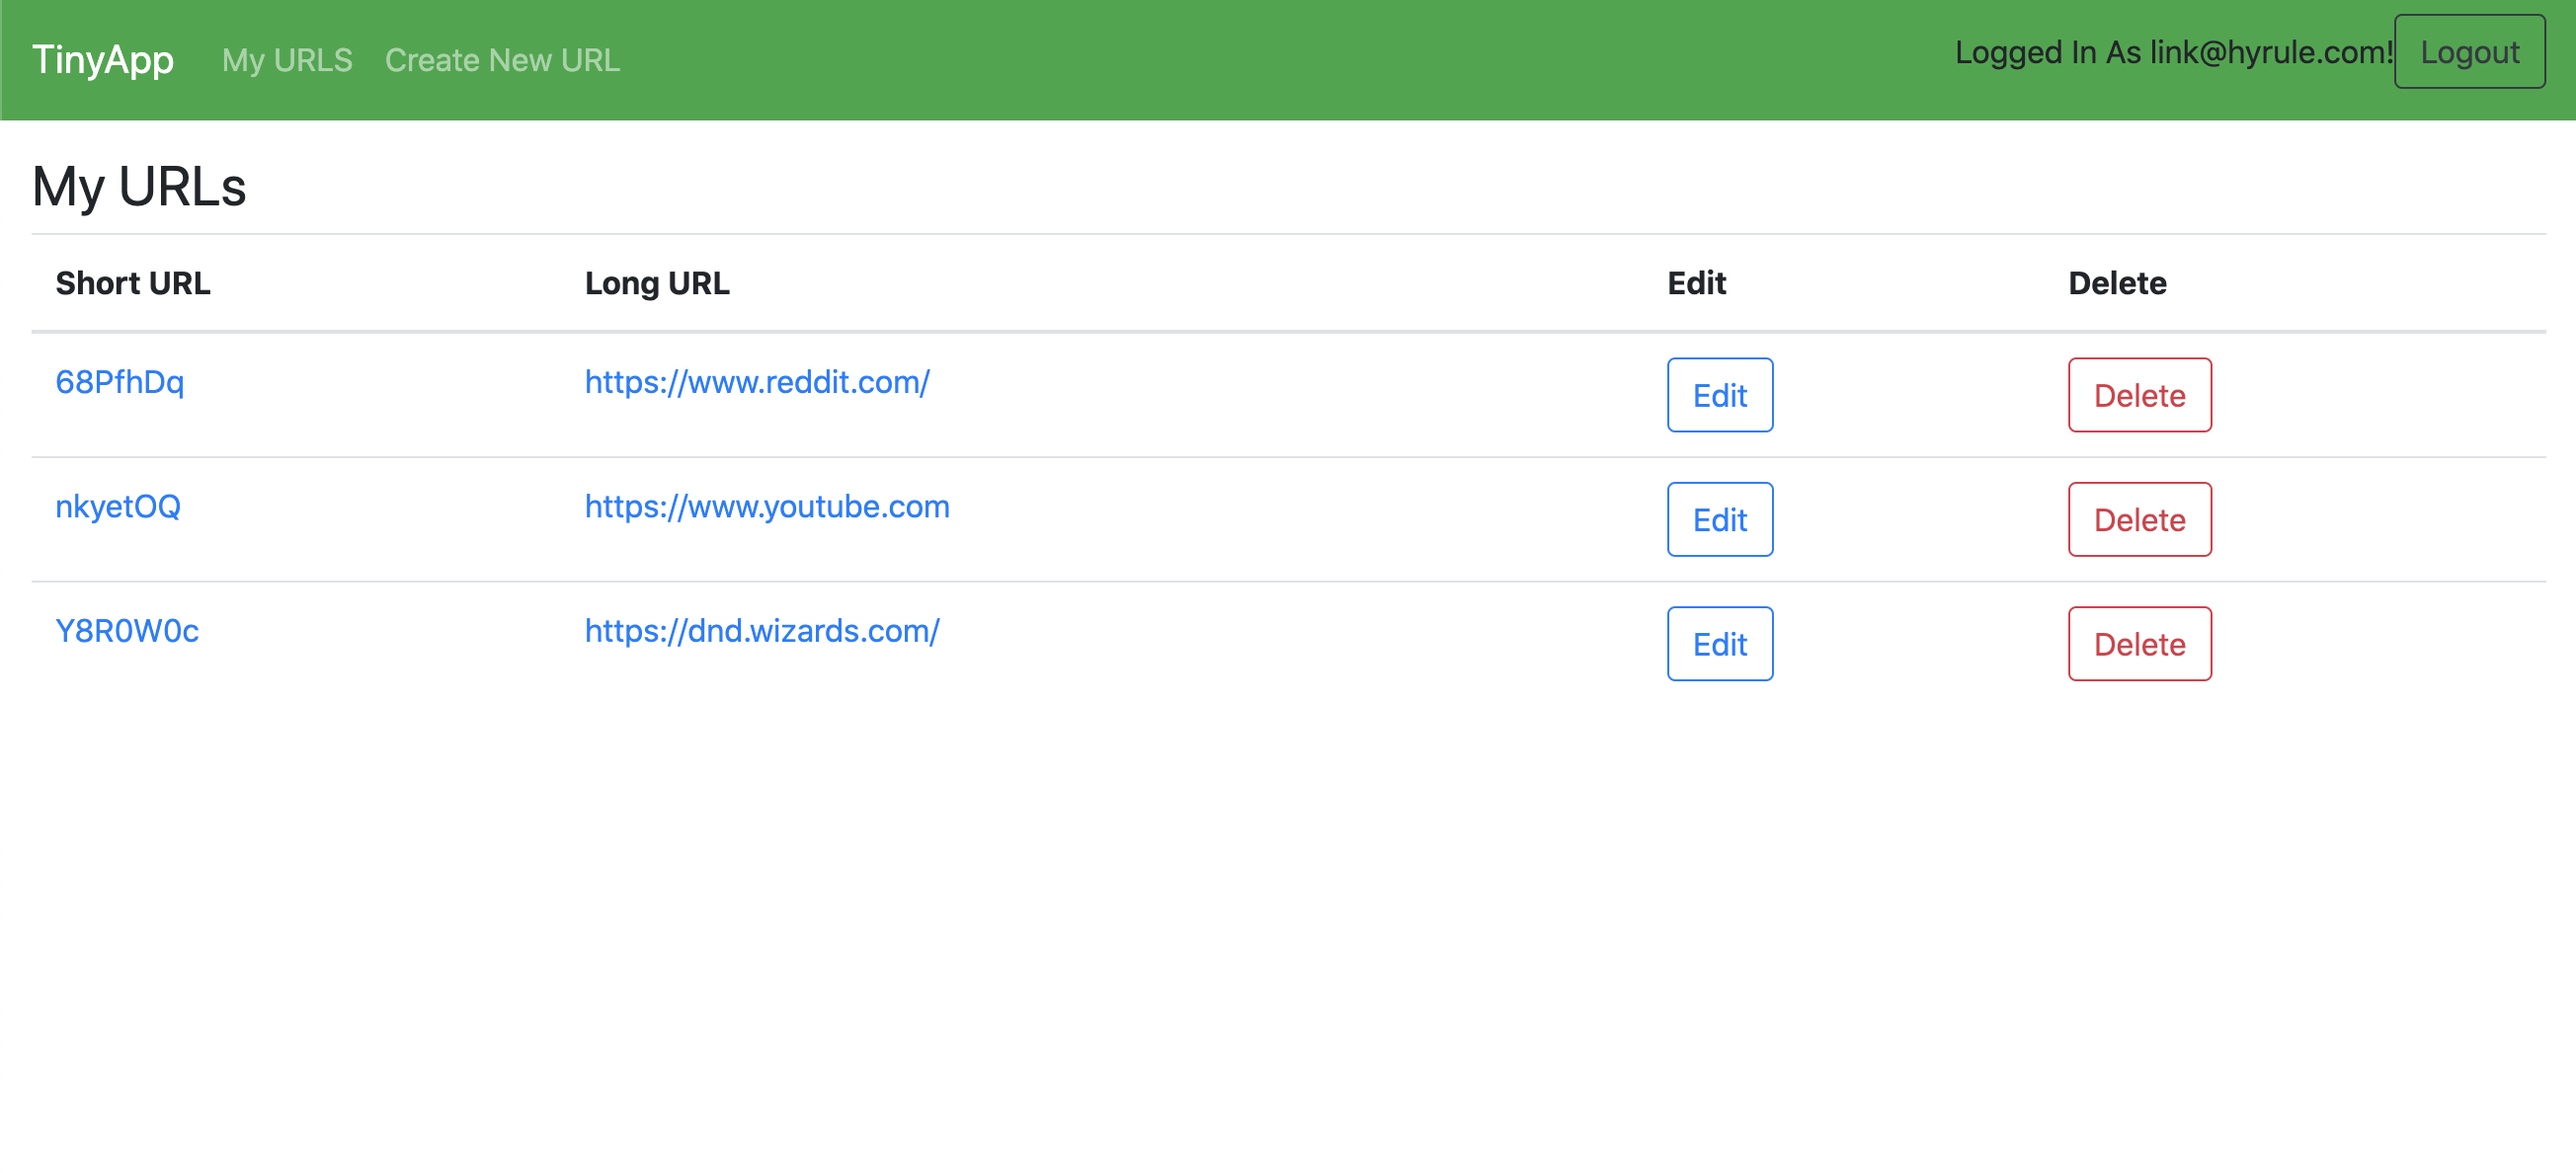 TinyApp My URLS Create New URL Logged In As link@hyrule.com! Logout
My URLs
Short URL Long URL Edit Delete
68PfhDq https://www.reddit.com/ Edit Delete
nkyetOQ https://www.youtube.com Edit Delete
Y8R0W0c https://dnd.wizards.com/ Edit Delete